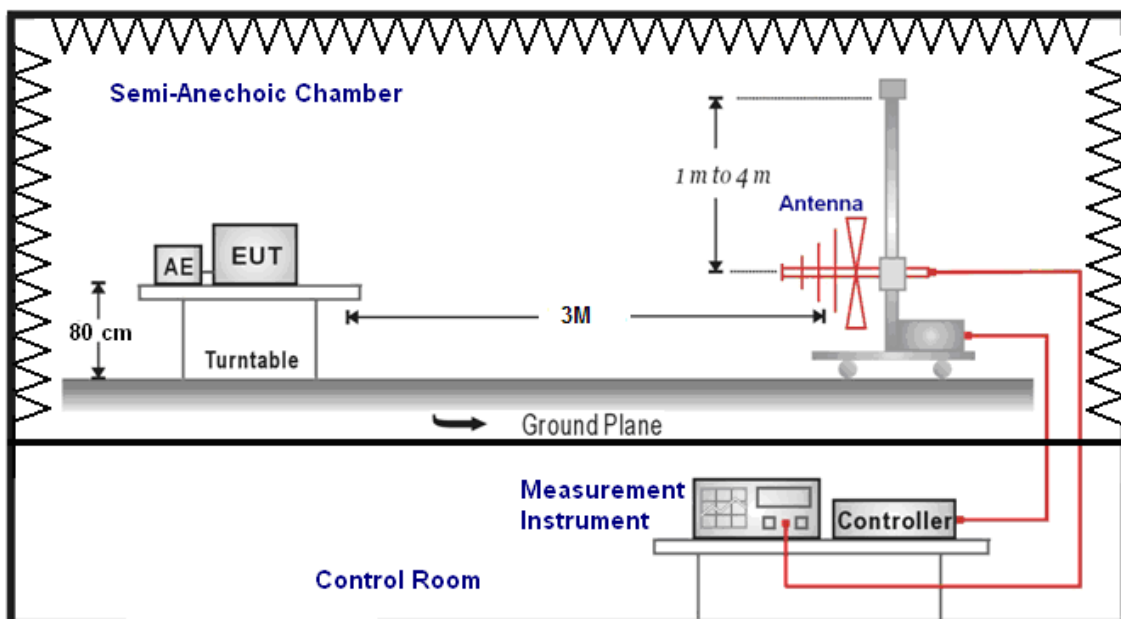 Semi-Anechoic Chamber
1 m to 4 m
Antenna
AE
EUT
80 cm
3M
Turntable
Ground Plane
Measurement
Instrument
Controller
Control Room